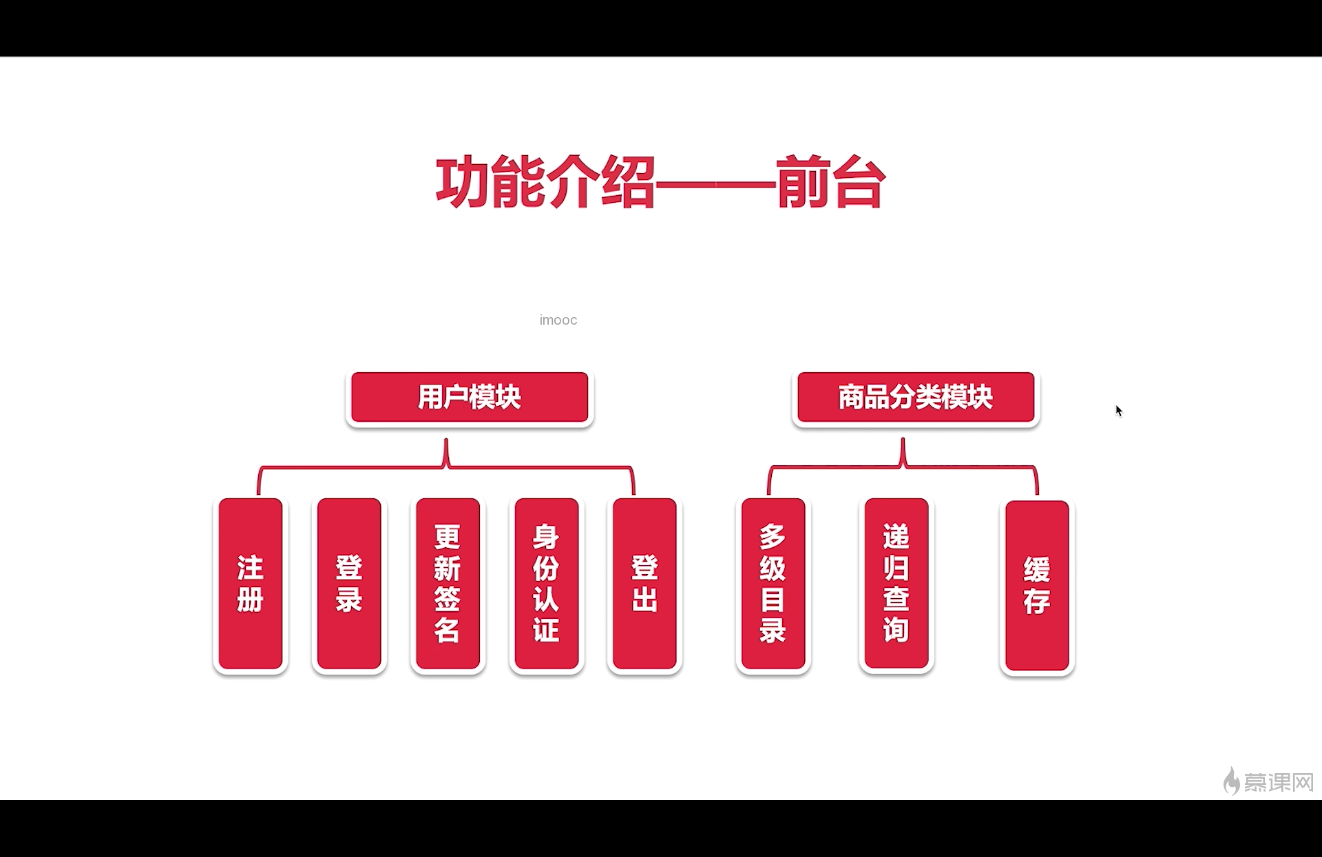 功能介绍——前台
imooc
用户模块
商品分类模块
注册
登录
更新签名
身份认证
登出
多级目录
递归查询
缓存
慕课网